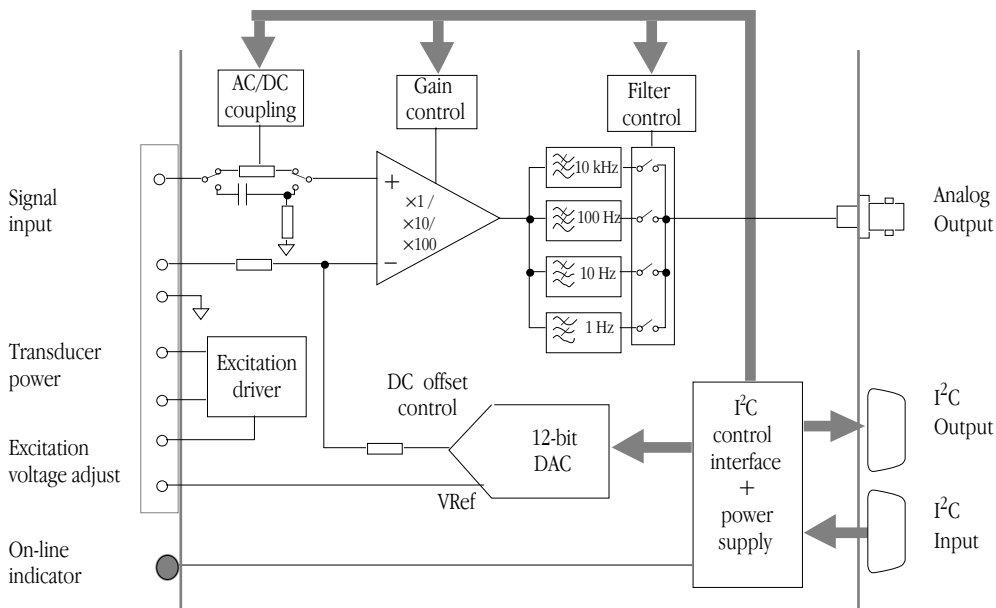 AC/DC
coupling
Gain
control
Filter
control
Signal
input
+
×1 /
×10/
×100
−
10 kHz
100 Hz
10 Hz
1 Hz
Analog
Output
Transducer
power
Excitation
driver
DC offset
control
12-bit
DAC
VRef
I²C
control
interface
+
power
supply
I²C
Output
Excitation
voltage adjust
I²C
Input
On-line
indicator